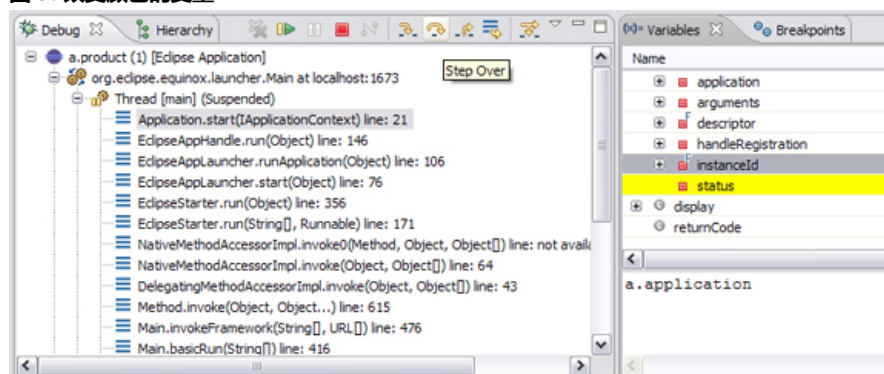 Debug
Hierarchy
a.product (1) [Eclipse Application]
org.eclipse.equinox.launcher.Main at localhost:1673
Step Over
Thread [main] (Suspended)
Application.start(IApplicationContext) line: 21
EclipseAppHandle.run(Object) line: 146
EclipseAppLauncher.runApplication(Object) line: 106
EclipseAppLauncher.start(Object) line: 76
EclipseStarter.run(Object) line: 356
EclipseStarter.run(String[], Runnable) line: 171
NativeMethodAccessorImpl.invoke0(Method, Object, Object[]) line: not availa
NativeMethodAccessorImpl.invoke(Object, Object[]) line: 64
DelegatingMethodAccessorImpl.invoke(Object, Object[]) line: 43
Method.invoke(Object, Object...) line: 615
Main.invokeFramework(String[], URL[]) line: 476
Main.basicRun(String[]) line: 416
(x)= Variables
Breakpoints
Name
application
arguments
descriptor
handleRegistration
instanceId
status
display
returnCode
a.application